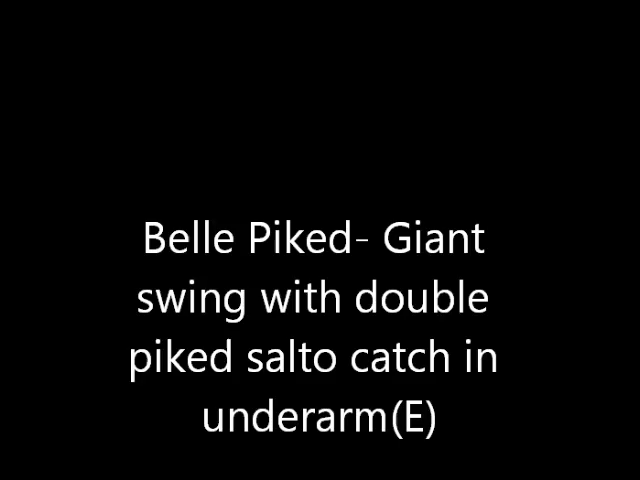 Belle Piked- Giant
swing with double
piked salto catch in
underarm(E)